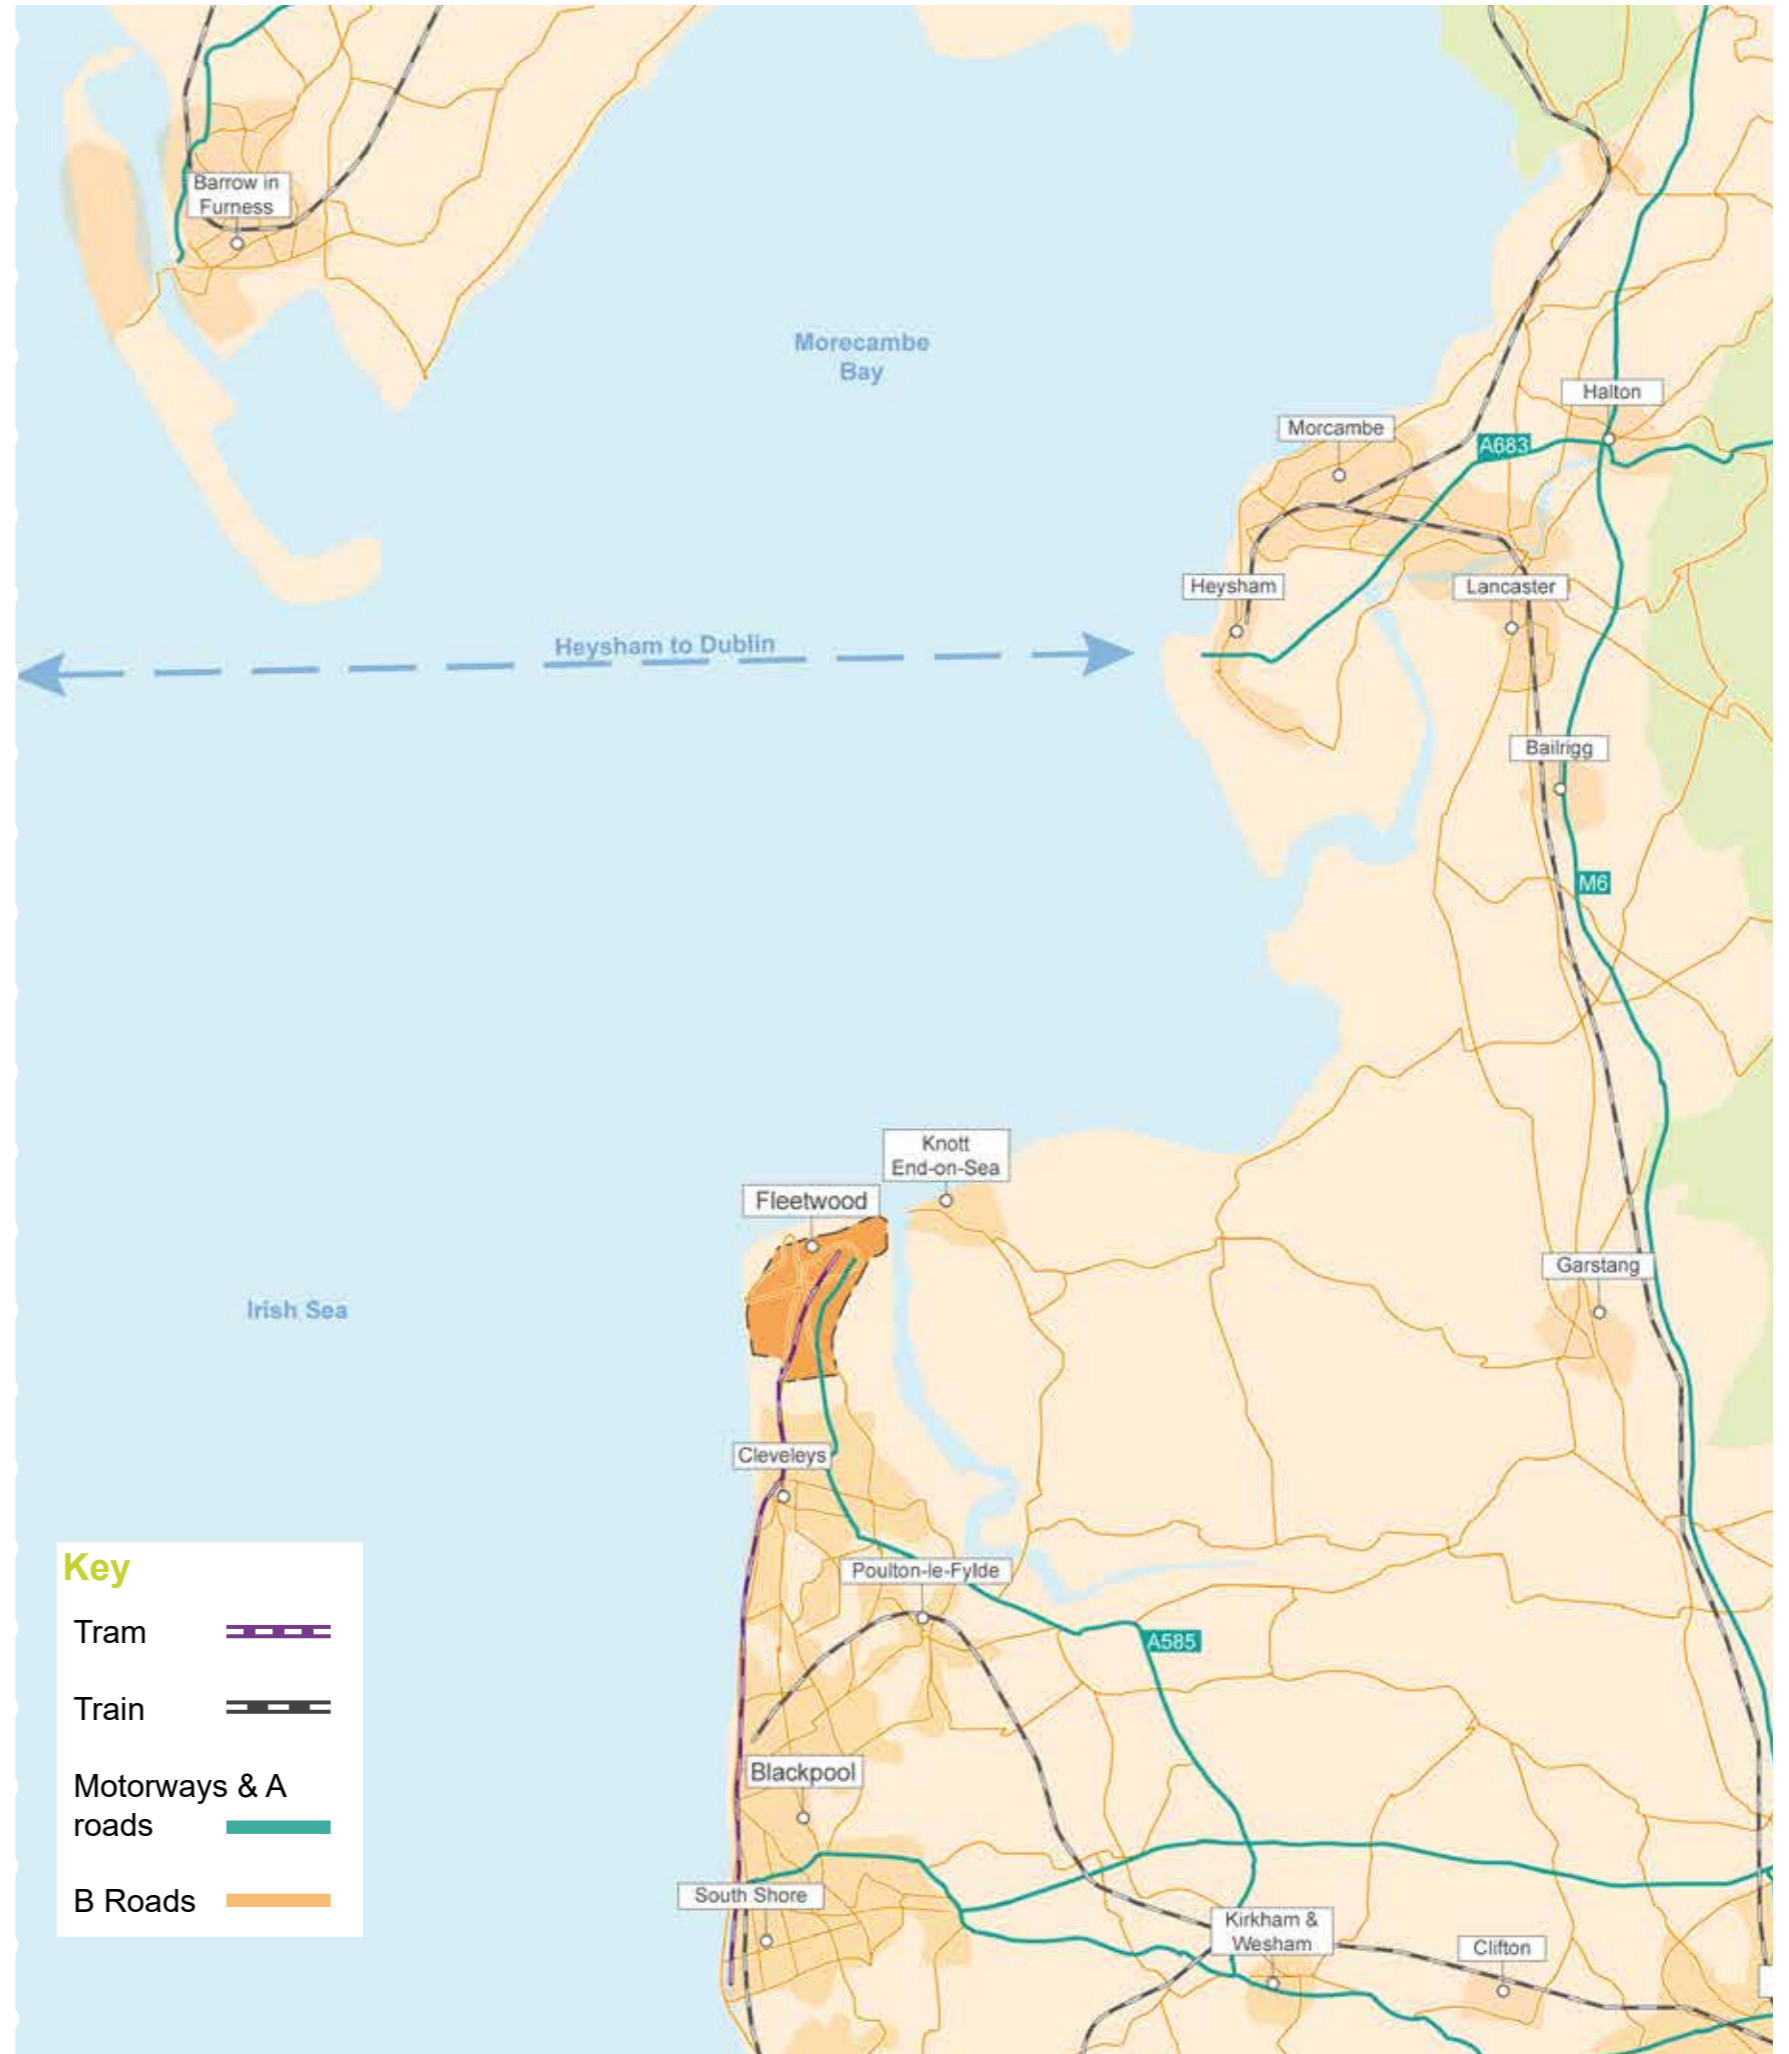 Barrow in
Furness
Morecambe
Bay
Halton
Morcambe
A683
Heysham
Lancaster
Heysham to Dublin
Bailrigg
M6
Knott
End-on-Sea
Fleetwood
Garstang
Irish Sea
Cleveleys
Key
Poulton-le-Fylde
Tram
A585
Train
Blackpool
Motorways & A
roads
B Roads
South Shore
Kirkham &
Wesham
Clifton